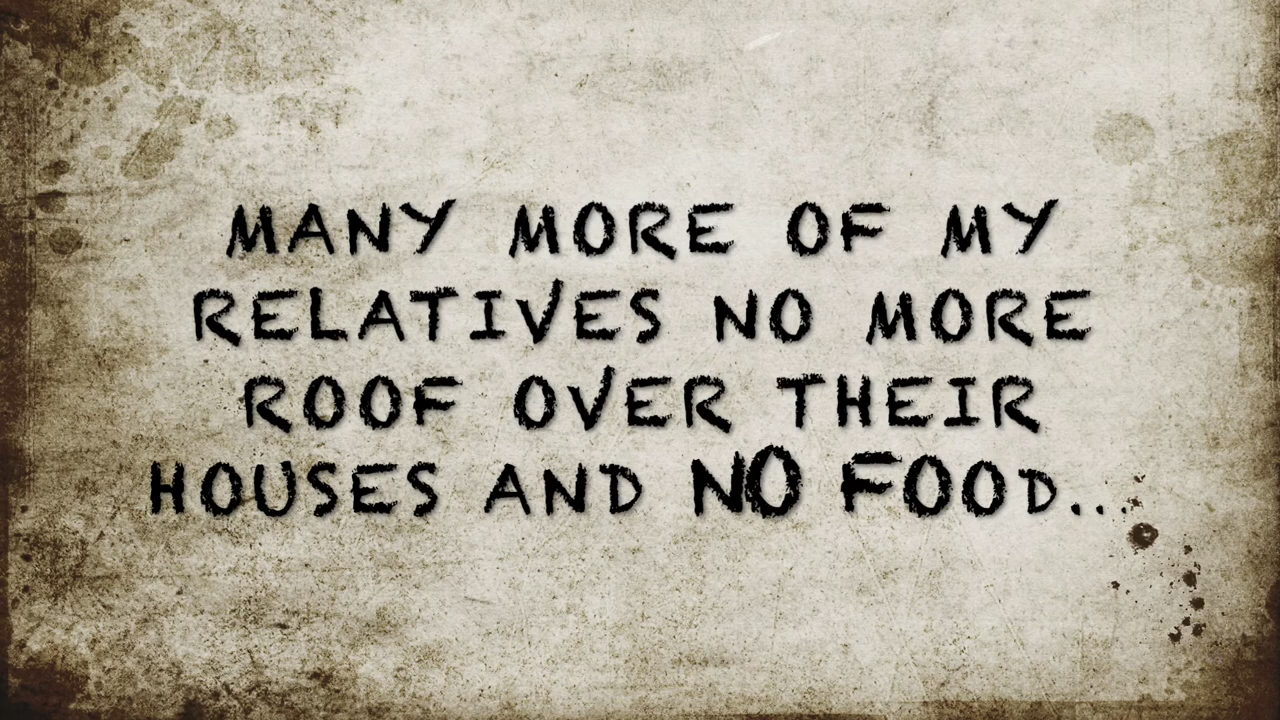 MANY MORE OF MY
RELATIVES NO MORE
ROOF OVER THEIR
HOUSES AND NO FOOD...